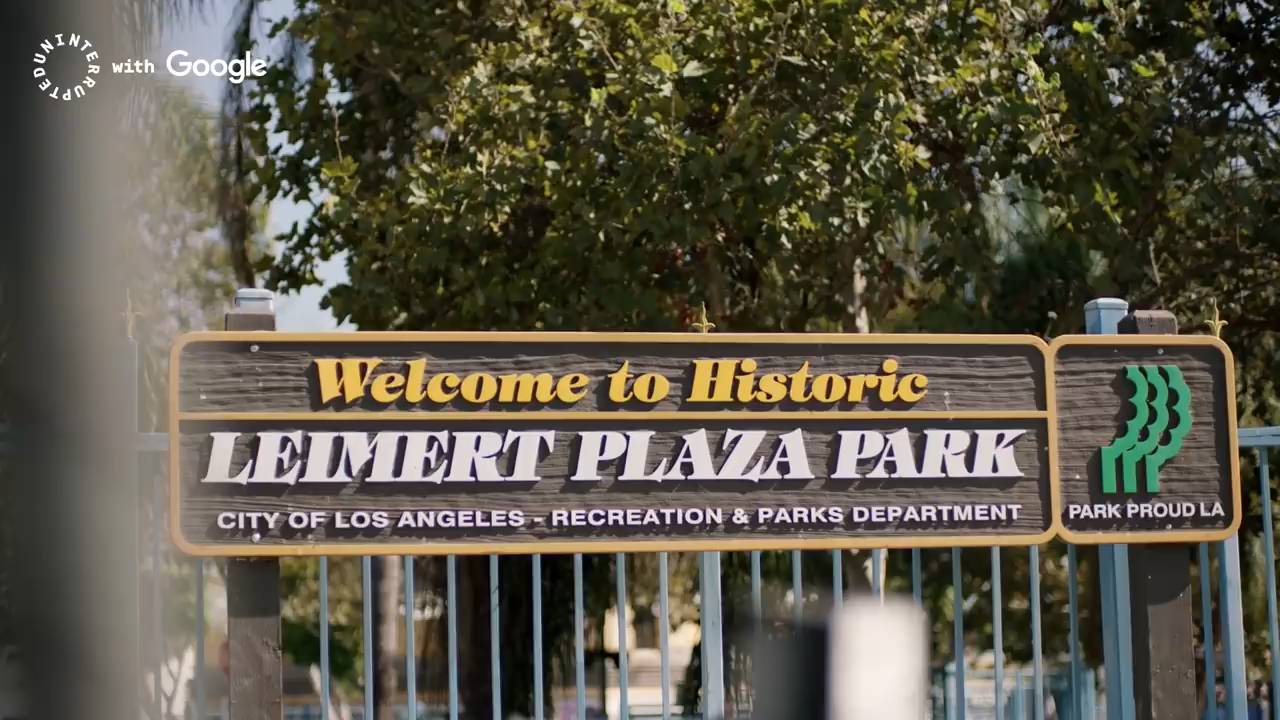 UNINTERRUPTED
with Google
Welcome to Historic
LEIMERT PLAZA PARK
CITY OF LOS ANGELES - RECREATION & PARKS DEPARTMENT
PARK PROUD LA